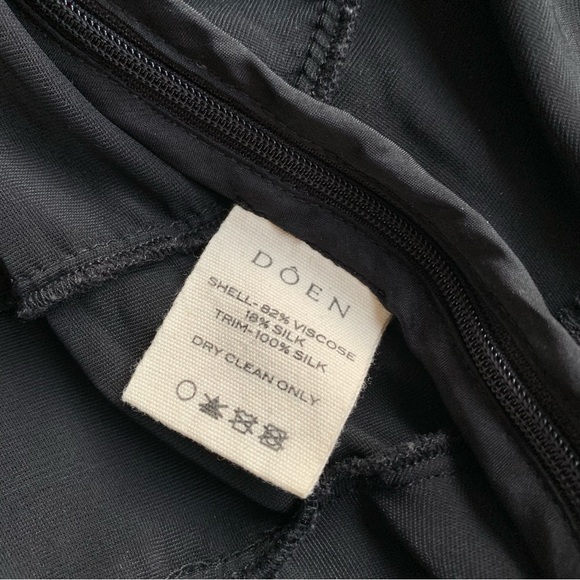 DÔEN
SHELL-82% VISCOSE
18% SILK
TRIM-100% SILK
DRY CLEAN ONLY